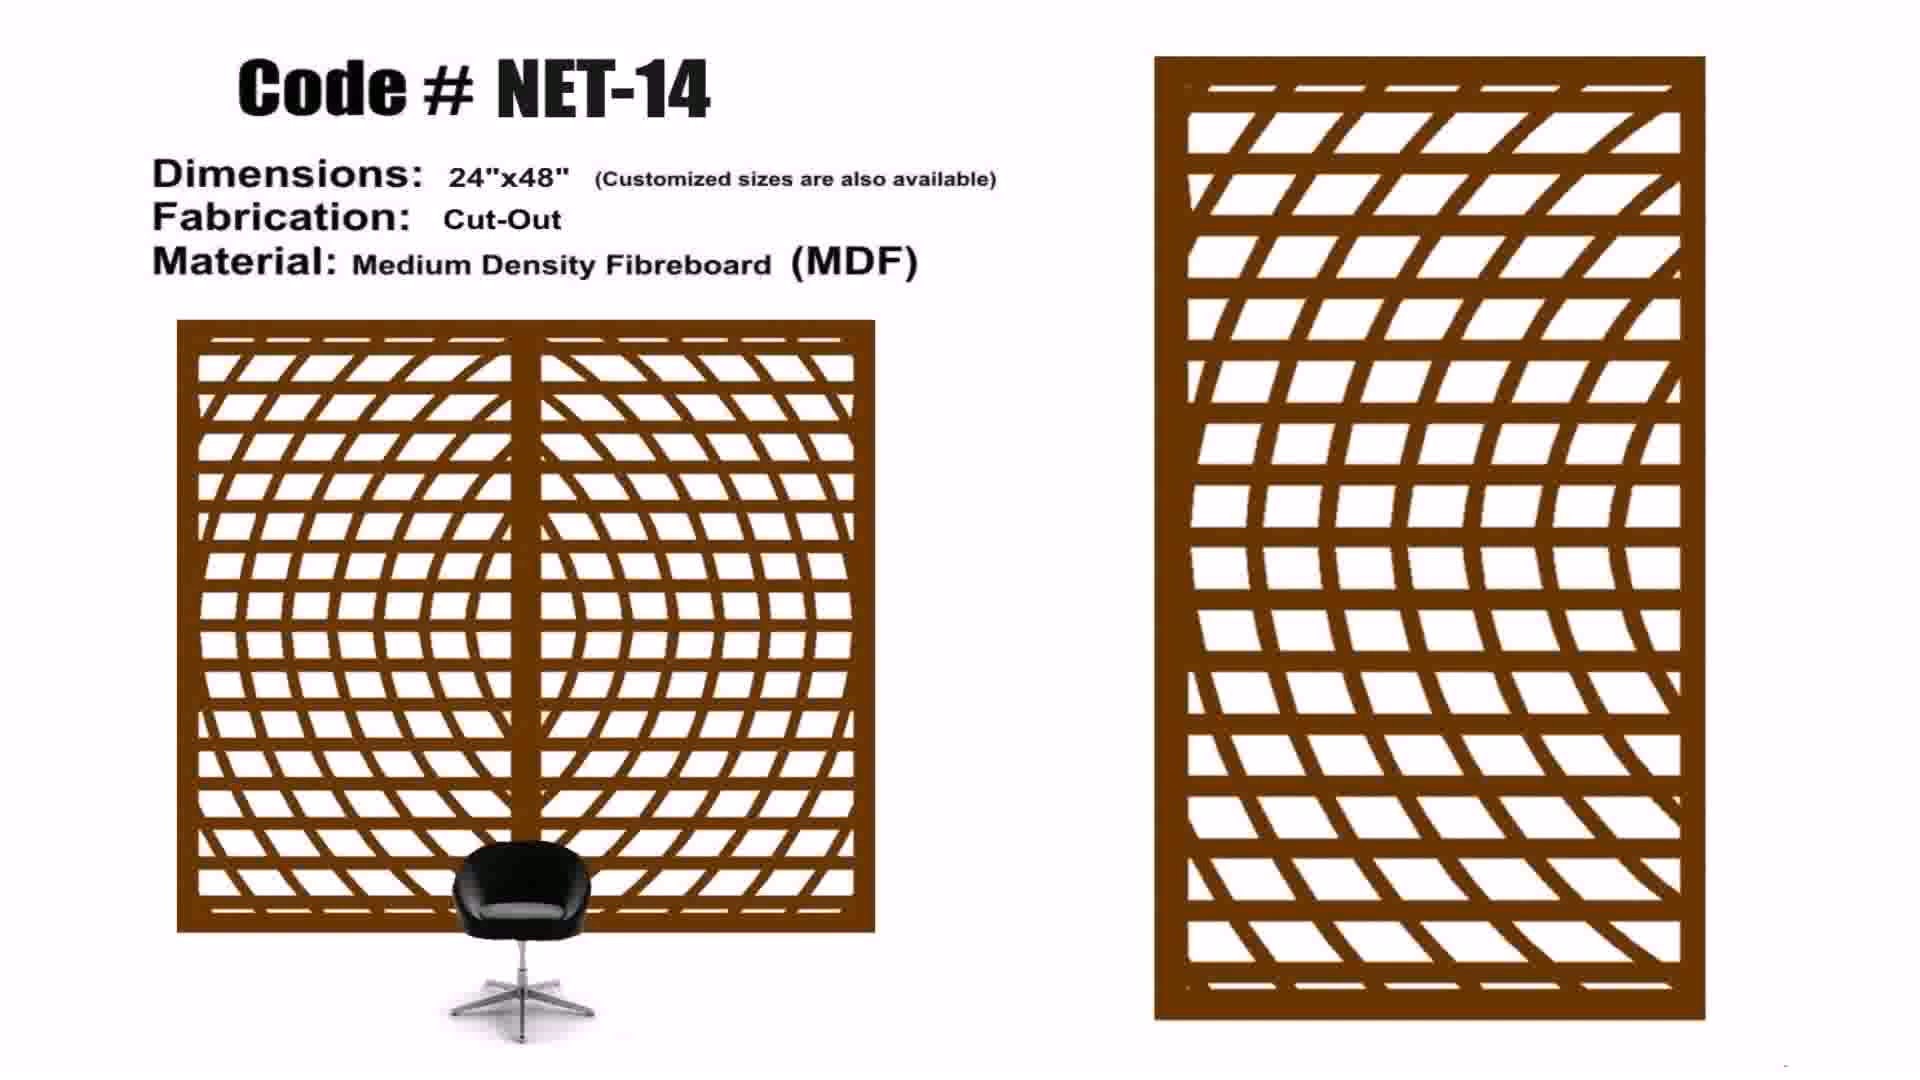 Code # NET-14
Dimensions: 24"x48" (Customized sizes are also available)
Fabrication: Cut-Out
Material: Medium Density Fibreboard (MDF)